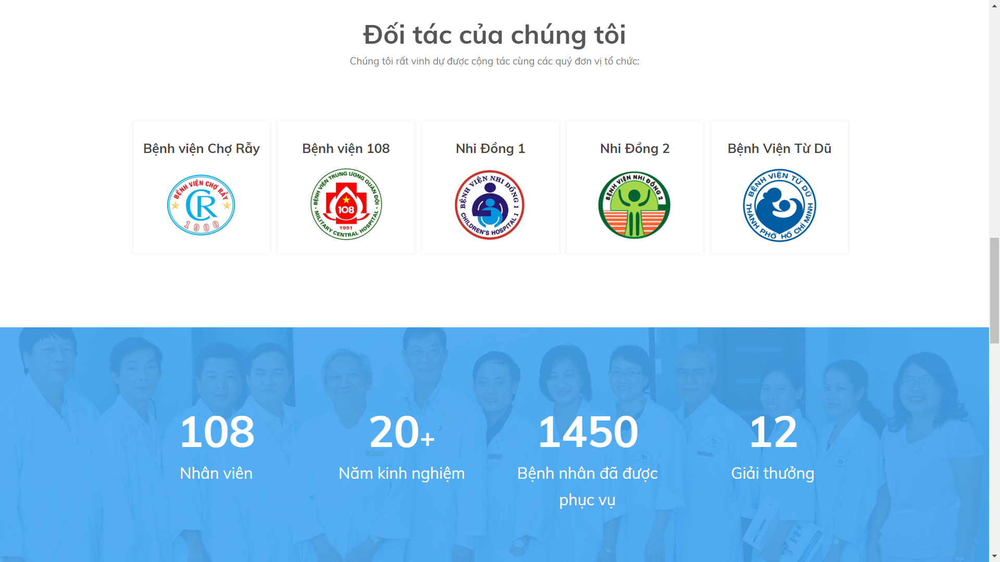 Đối tác của chúng tôi
Chúng tôi rất vinh dự được cộng tác cùng các quý đơn vị tổ chức:
Bệnh viện Chợ Rẫy
Bệnh viện 108
Nhi Đồng 1
Nhi Đồng 2
Bệnh Viện Từ Dũ
BỆNH VIỆN CHỢ RẪY
CR
1900
BỆNH VIỆN TRUNG ƯƠNG QUÂN ĐỘI
108
1951
MILITARY CENTRAL HOSPITAL
BỆNH VIỆN NHI ĐỒNG 1
CHILDREN'S HOSPITAL 1
BỆNH VIỆN NHI ĐỒNG 2
BỆNH VIỆN TỪ DŨ
THÀNH PHỐ HỒ CHÍ MINH
108
20+
1450
12
Nhân viên
Năm kinh nghiệm
Bệnh nhân đã được
phục vụ
Giải thưởng